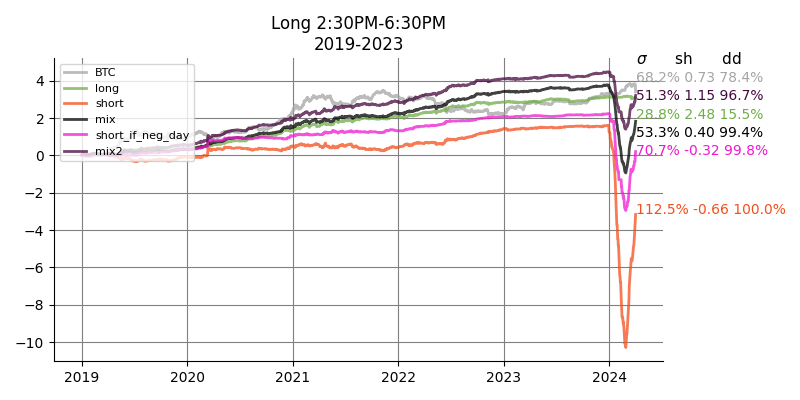 Long 2:30PM-6:30PM
2019-2023
σ sh dd
BTC
long
short
mix
short_if_neg_day
mix2
68.2% 0.73 78.4%
51.3% 1.15 96.7%
28.8% 2.48 15.5%
53.3% 0.40 99.4%
70.7% -0.32 99.8%
112.5% -0.66 100.0%
4
2
0
−2
−4
−6
−8
−10
2019 2020 2021 2022 2023 2024